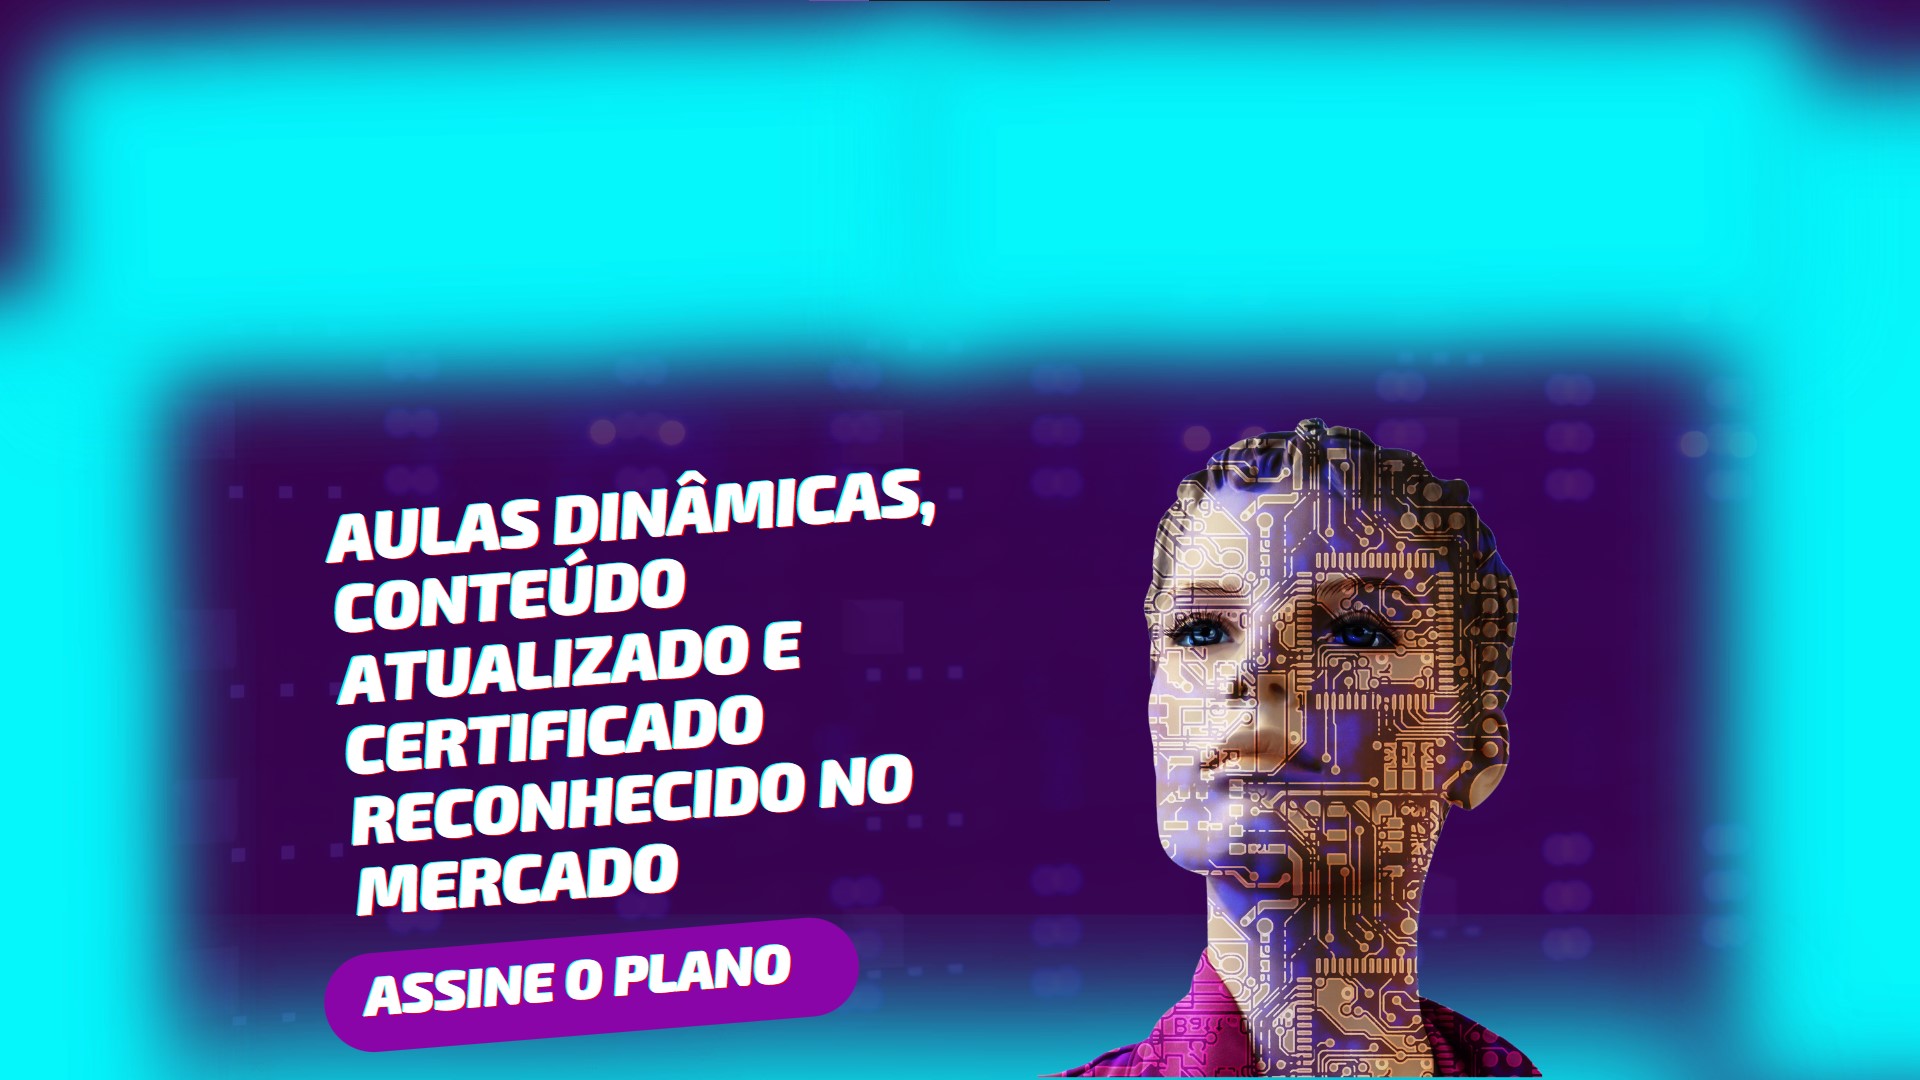 AULAS DINÂMICAS,
CONTEÚDO
ATUALIZADO E
CERTIFICADO
RECONHECIDO NO
MERCADO
ASSINE O PLANO